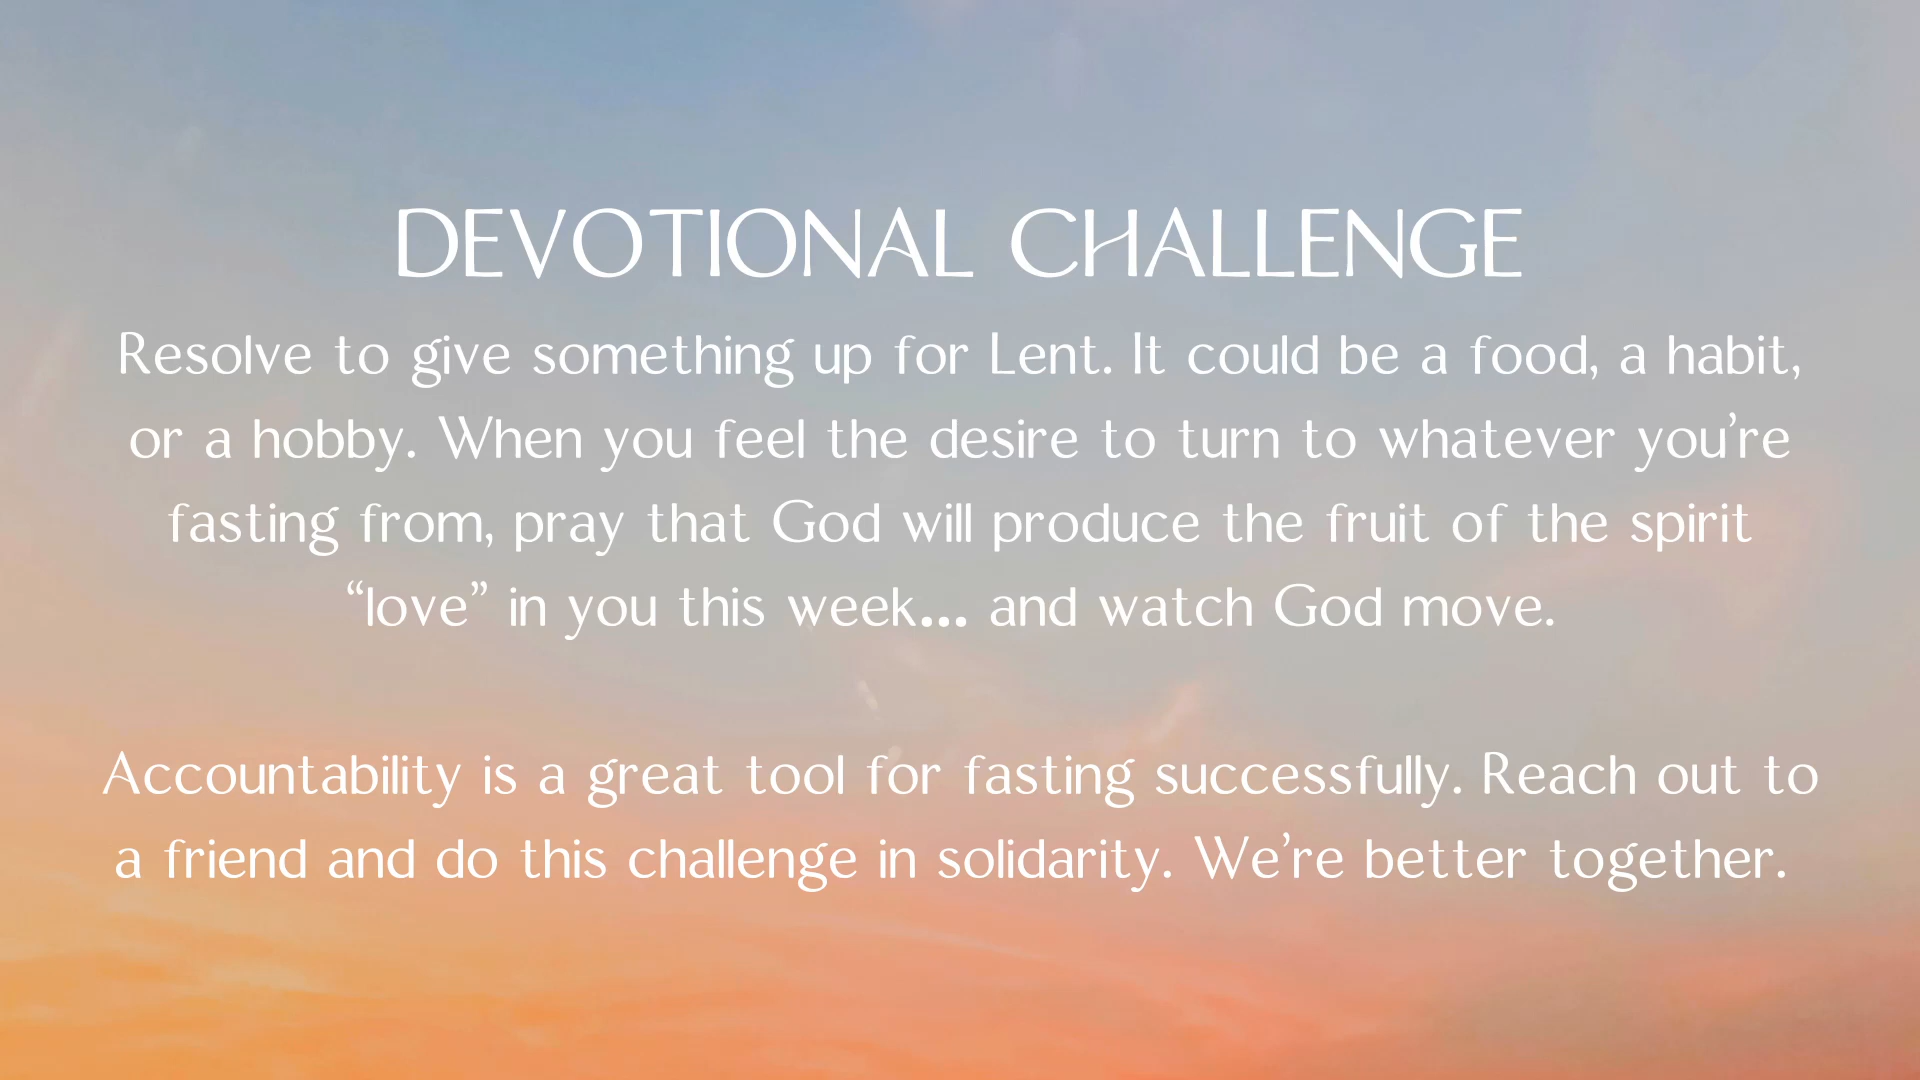 DEVOTIONAL CHALLENGE
Resolve to give something up for Lent. It could be a food, a habit,
or a hobby. When you feel the desire to turn to whatever you’re
fasting from, pray that God will produce the fruit of the spirit
“love” in you this week... and watch God move.
Accountability is a great tool for fasting successfully. Reach out to
a friend and do this challenge in solidarity. We’re better together.